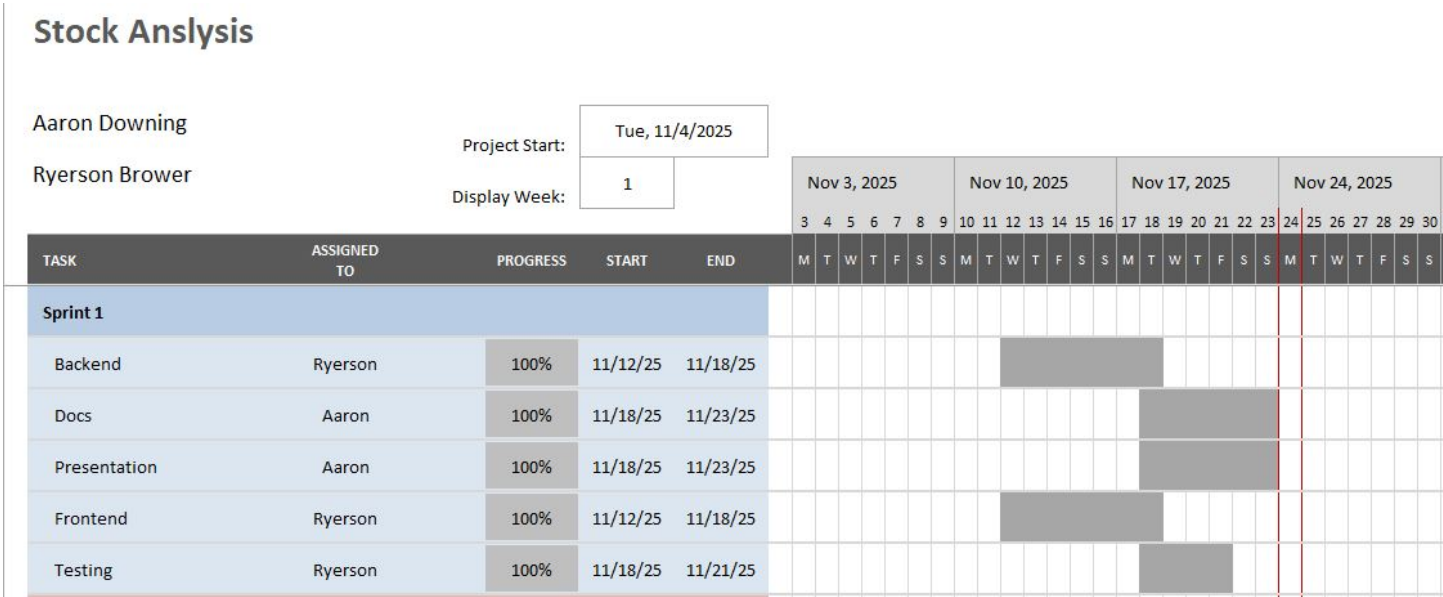 Stock Anslysis
Aaron Downing
Project Start: Tue, 11/4/2025
Ryerson Brower
Display Week: 1
Nov 3, 2025 Nov 10, 2025 Nov 17, 2025 Nov 24, 2025
3 4 5 6 7 8 9 10 11 12 13 14 15 16 17 18 19 20 21 22 23 24 25 26 27 28 29 30
TASK ASSIGNED TO PROGRESS START END M T W T F S S M T W T F S S M T W T F S S M T W T F S S
Sprint 1
Backend Ryerson 100% 11/12/25 11/18/25
Docs Aaron 100% 11/18/25 11/23/25
Presentation Aaron 100% 11/18/25 11/23/25
Frontend Ryerson 100% 11/12/25 11/18/25
Testing Ryerson 100% 11/18/25 11/21/25